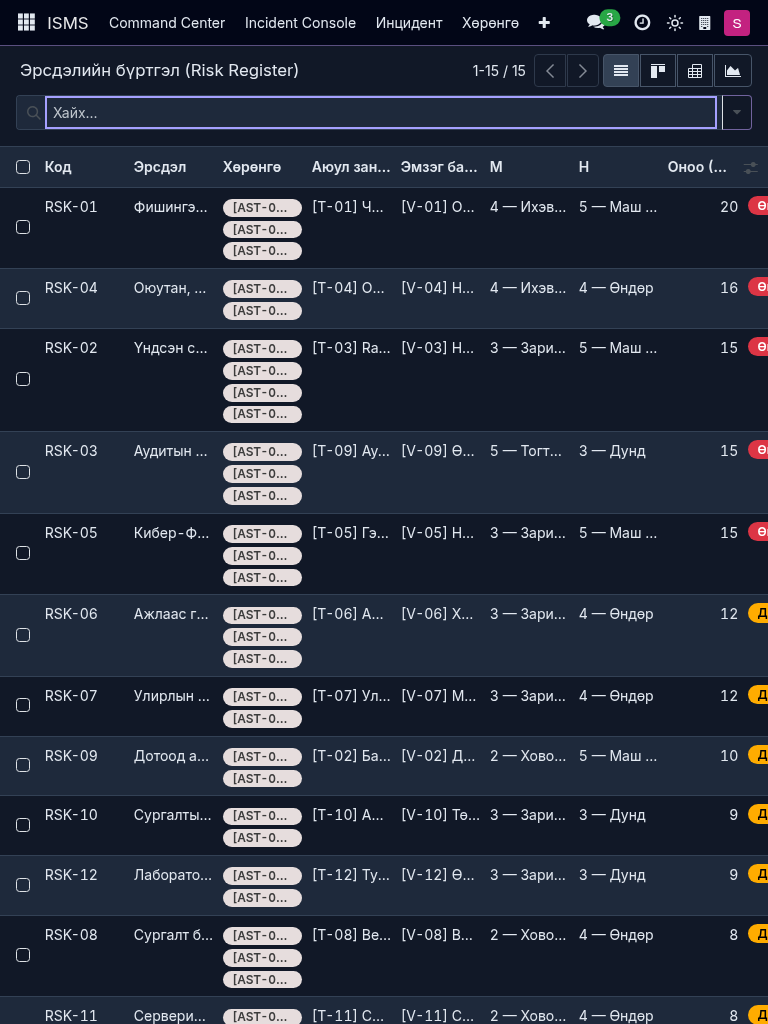 ISMS Command Center Incident Console Инцидент Хөрөнгө 3 S
Эрсдэлийн бүртгэл (Risk Register) 1-15 / 15
Хайх...
Код Эрсдэл Хөрөнгө Аюул зан... Эмзэг ба... М Н Оноо (...
RSK-01 Фишингэ... [AST-0... [T-01] Ч... [V-01] О... 4 — Ихэв... 5 — Маш ... 20
[AST-0...
[AST-0...
RSK-04 Оюутан, ... [AST-0... [T-04] О... [V-04] Н... 4 — Ихэв... 4 — Өндөр 16
[AST-0...
RSK-02 Үндсэн с... [AST-0... [T-03] Ra... [V-03] Н... 3 — Зари... 5 — Маш ... 15
[AST-0...
[AST-0...
[AST-0...
RSK-03 Аудитын ... [AST-0... [T-09] Ау... [V-09] Ө... 5 — Тогт... 3 — Дунд 15
[AST-0...
[AST-0...
RSK-05 Кибер-Ф... [AST-0... [T-05] Гэ... [V-05] Н... 3 — Зари... 5 — Маш ... 15
[AST-0...
[AST-0...
RSK-06 Ажлаас г... [AST-0... [T-06] А... [V-06] Х... 3 — Зари... 4 — Өндөр 12
[AST-0...
[AST-0...
RSK-07 Улирлын ... [AST-0... [T-07] Ул... [V-07] М... 3 — Зари... 4 — Өндөр 12
[AST-0...
RSK-09 Дотоод а... [AST-0... [T-02] Ба... [V-02] Д... 2 — Хово... 5 — Маш ... 10
[AST-0...
RSK-10 Сургалты... [AST-0... [T-10] А... [V-10] Тө... 3 — Зари... 3 — Дунд 9
[AST-0...
RSK-12 Лаборато... [AST-0... [T-12] Ту... [V-12] Ө... 3 — Зари... 3 — Дунд 9
[AST-0...
RSK-08 Сургалт б... [AST-0... [T-08] Ве... [V-08] В... 2 — Хово... 4 — Өндөр 8
[AST-0...
[AST-0...
RSK-11 Сервери... [AST-0... [T-11] С... [V-11] С... 2 — Хово... 4 — Өндөр 8